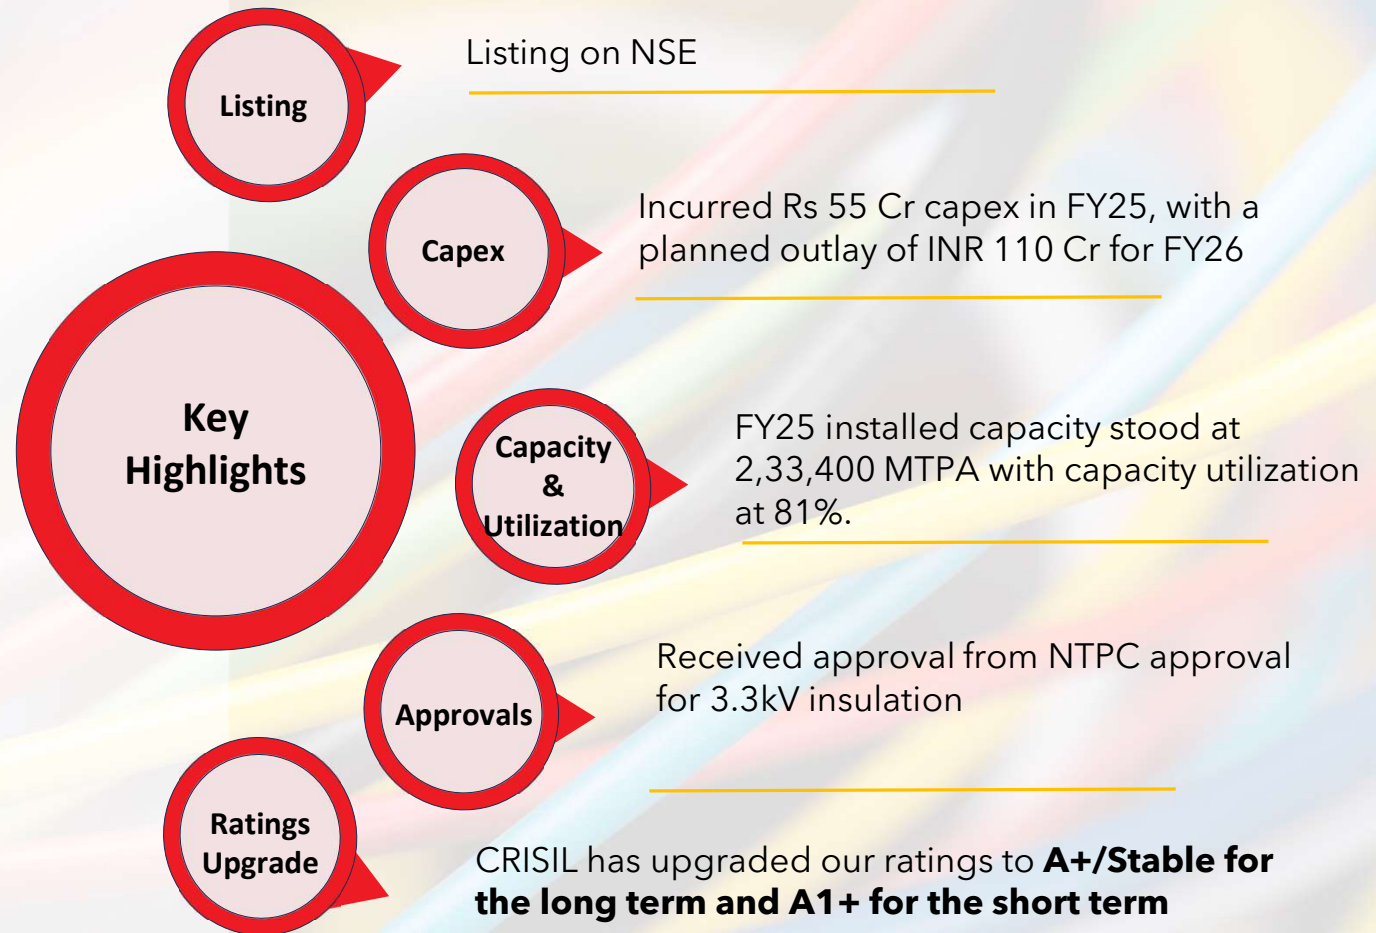 Listing
Listing on NSE
Capex
Incurred Rs 55 Cr capex in FY25, with a
planned outlay of INR 110 Cr for FY26
Key
Highlights
Capacity
&
Utilization
FY25 installed capacity stood at
2,33,400 MTPA with capacity utilization
at 81%.
Approvals
Received approval from NTPC approval
for 3.3kV insulation
Ratings
Upgrade
CRISIL has upgraded our ratings to A+/Stable for
the long term and A1+ for the short term